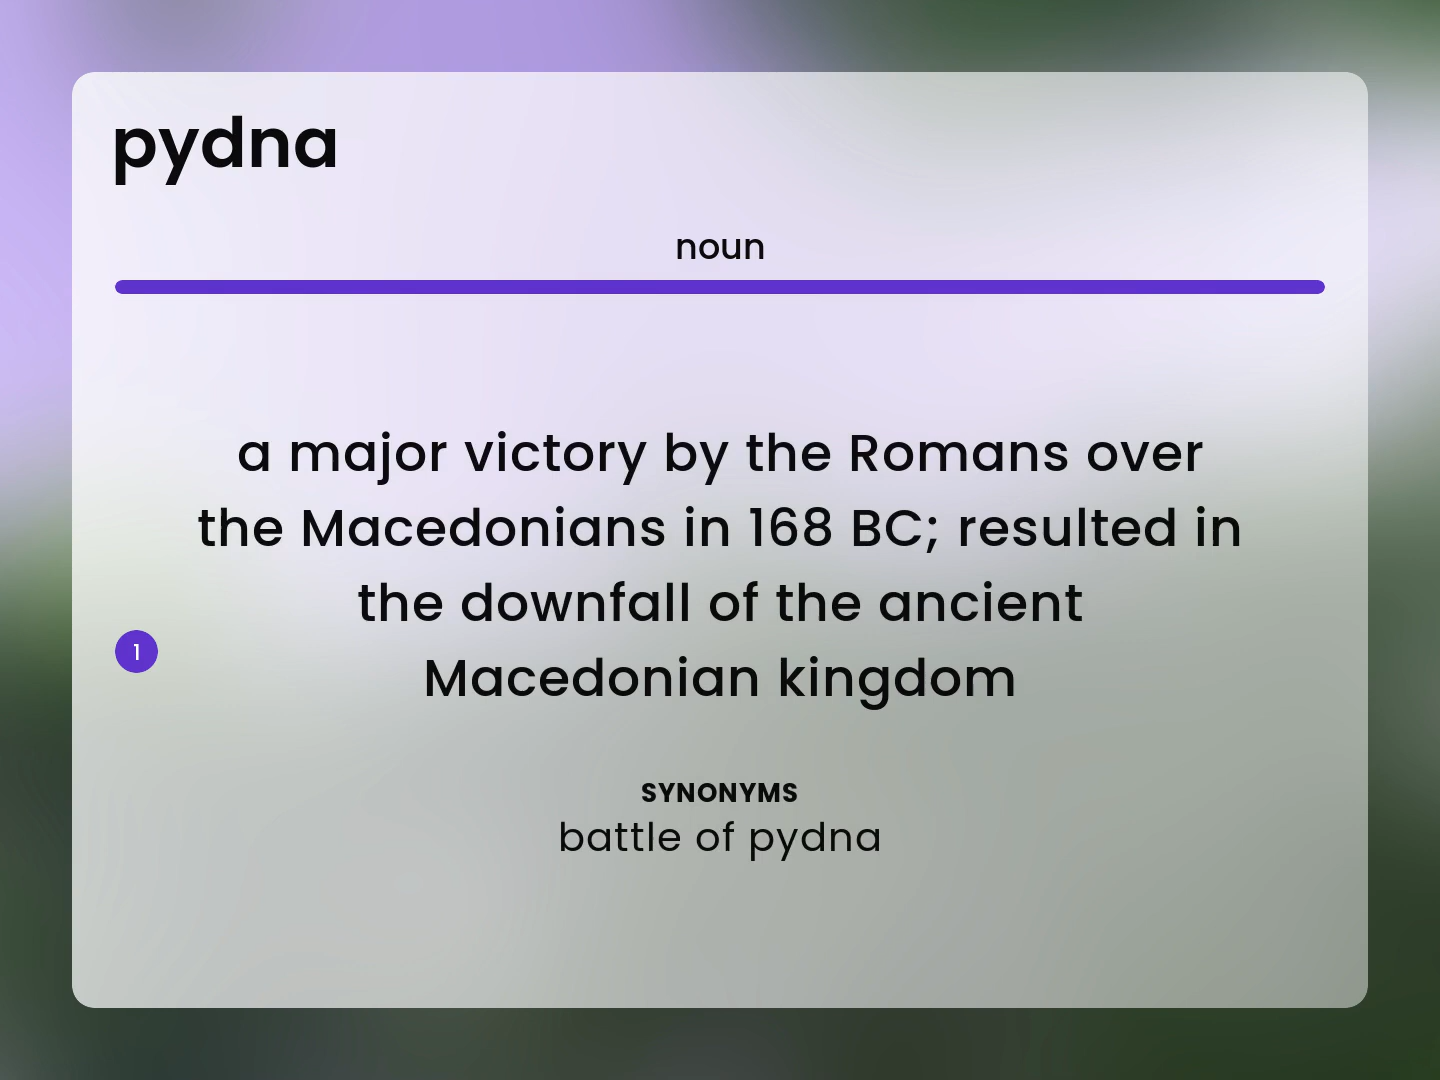 pydna
noun
a major victory by the Romans over
the Macedonians in 168 BC; resulted in
the downfall of the ancient
1
Macedonian kingdom
SYNONYMS
battle of pydna